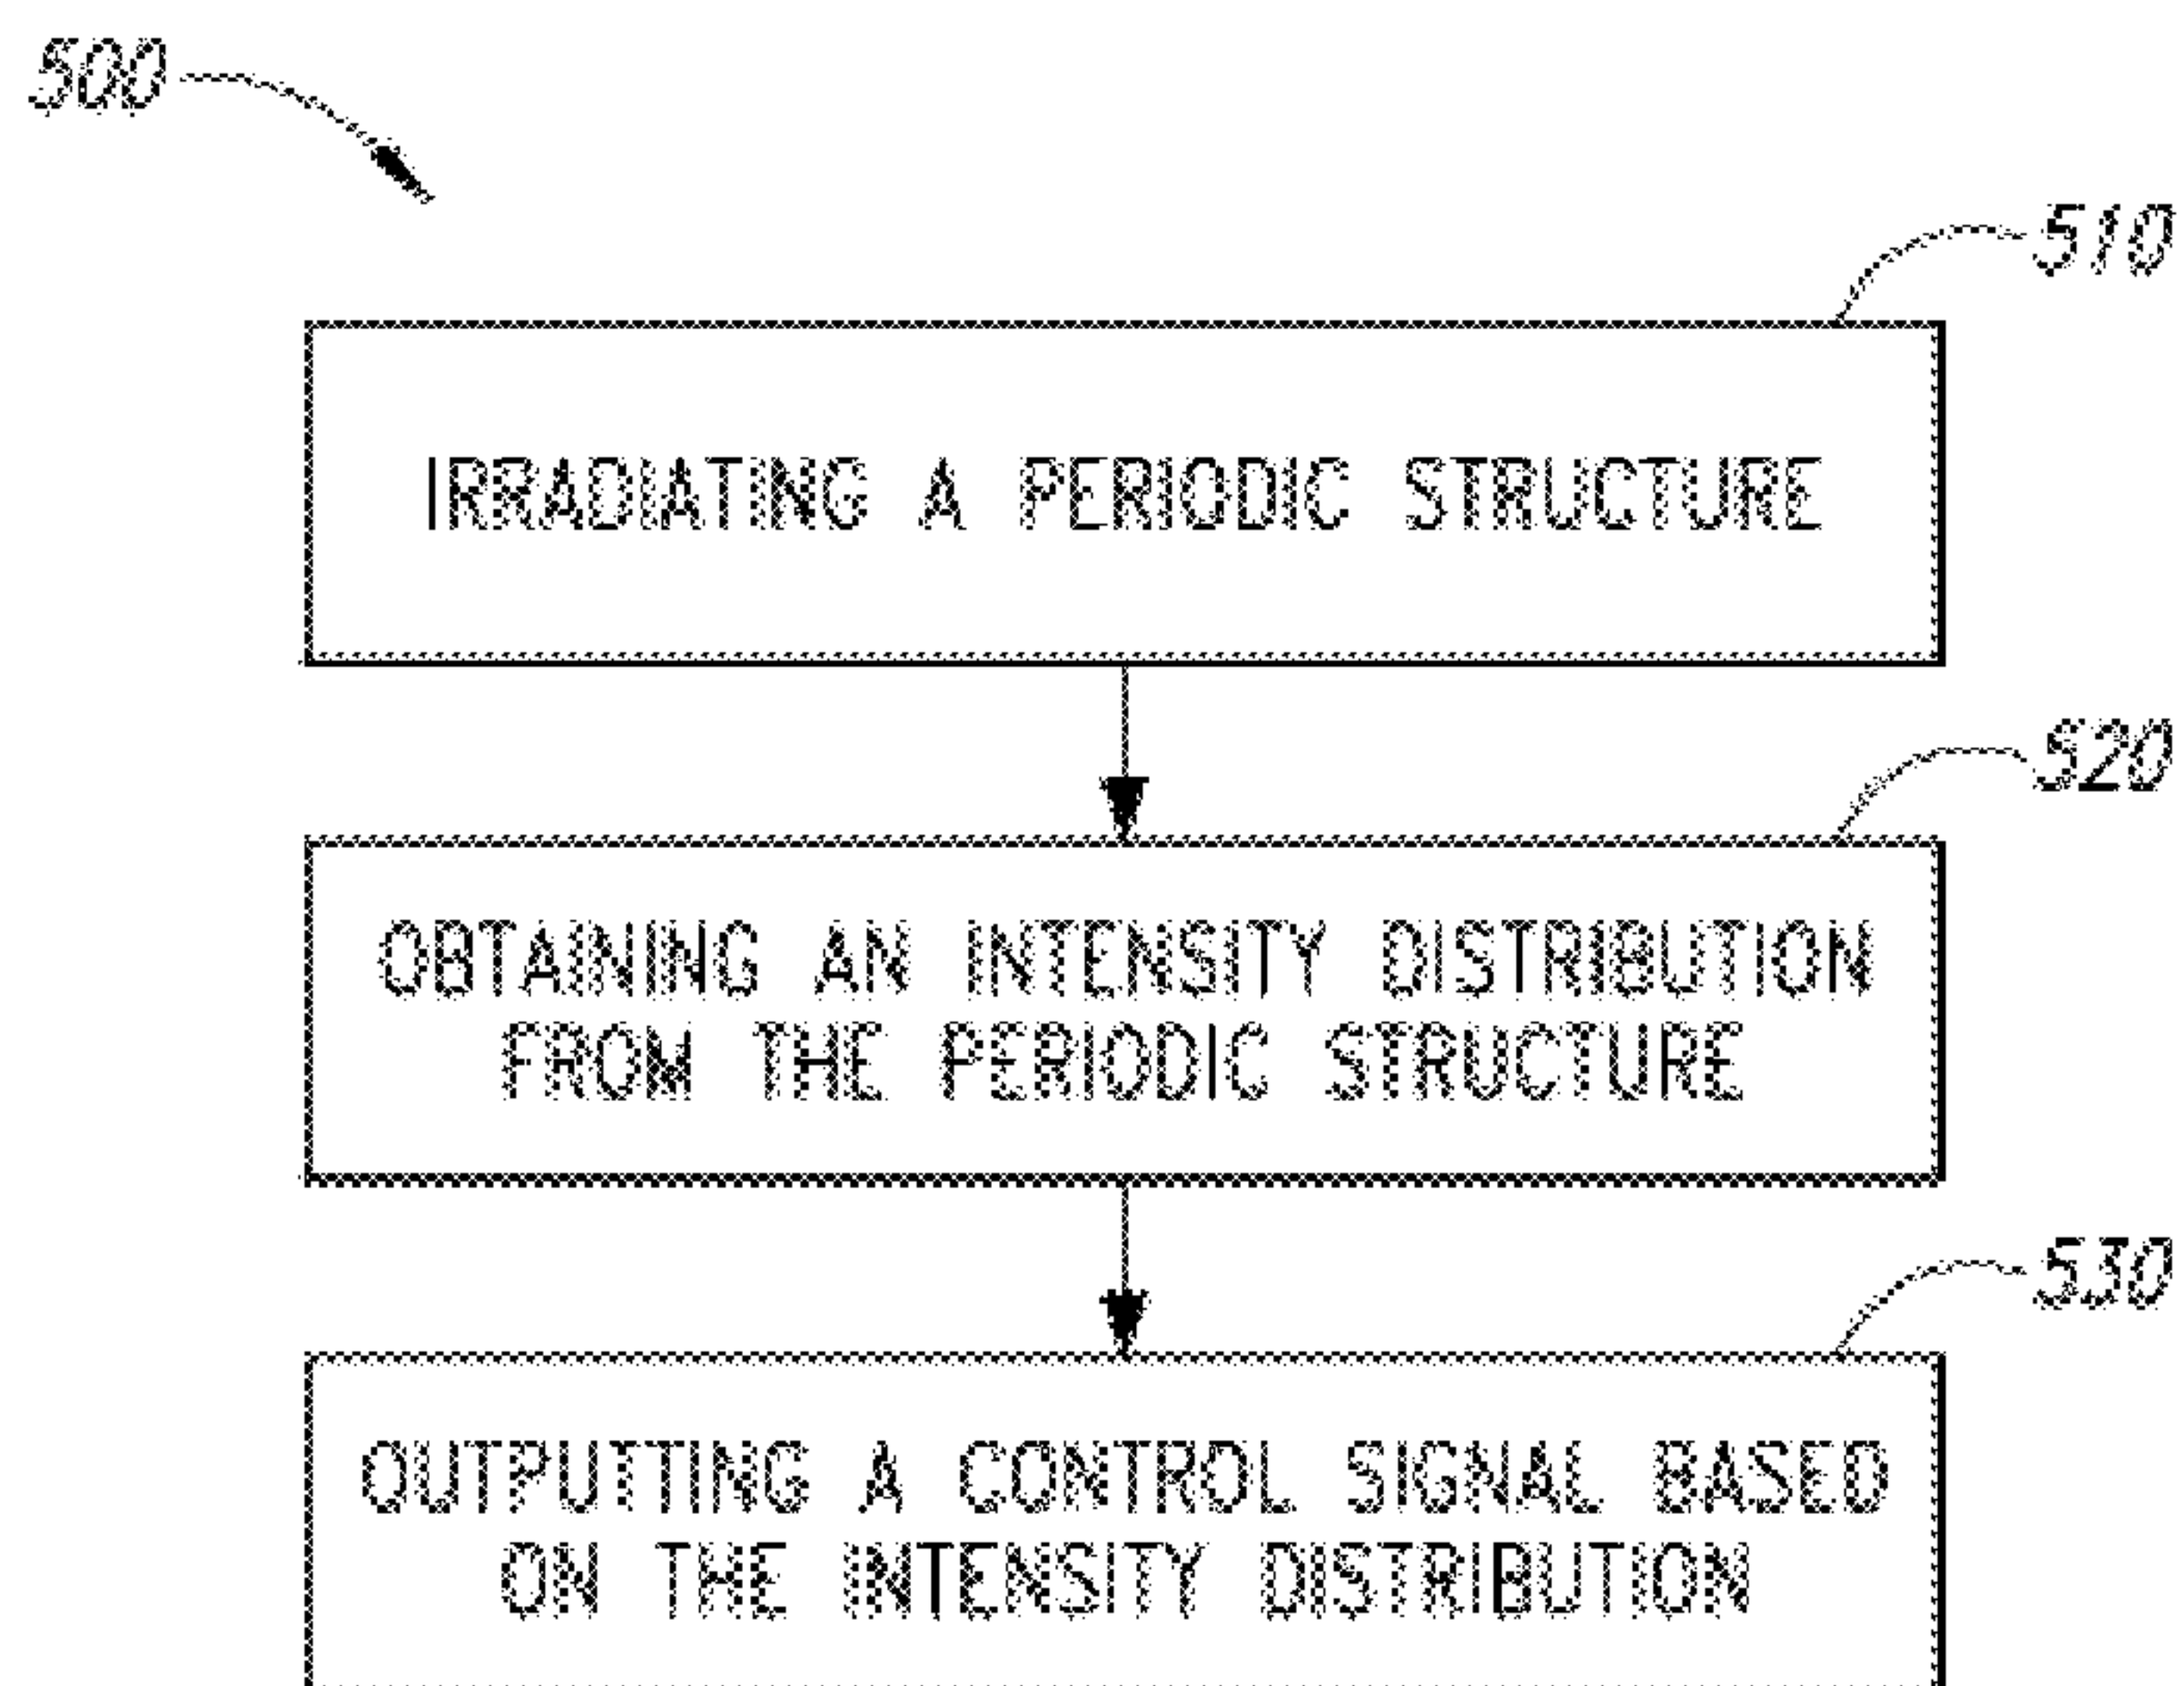 500
510
IRRADIATING A PERIODIC STRUCTURE
520
OBTAINING AN INTENSITY DISTRIBUTION
FROM THE PERIODIC STRUCTURE
530
OUTPUTTING A CONTROL SIGNAL BASED
ON THE INTENSITY DISTRIBUTION